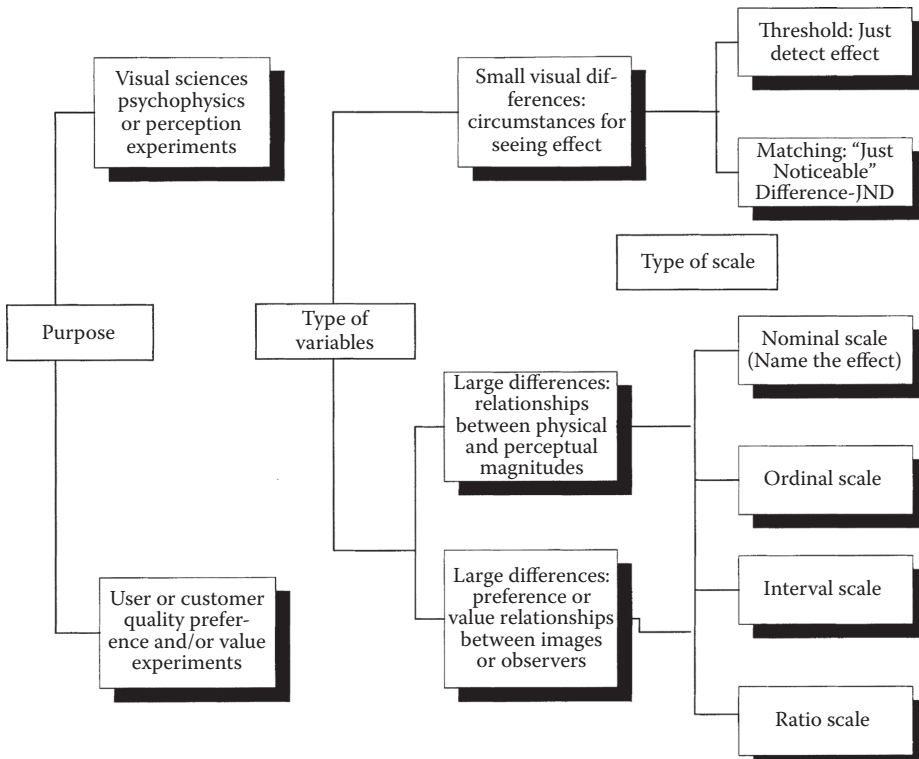 Visual sciences
psychophysics
or perception
experiments
Purpose
User or customer
quality prefer-
ence and/or value
experiments
Small visual dif-
ferences:
circumstances for
seeing effect
Type of
variables
Large differences:
relationships
between physical
and perceptual
magnitudes
Large differences:
preference or
value relationships
between images
or observers
Threshold: Just
detect effect
Matching: “Just
Noticeable”
Difference-JND
Type of scale
Nominal scale
(Name the effect)
Ordinal scale
Interval scale
Ratio scale